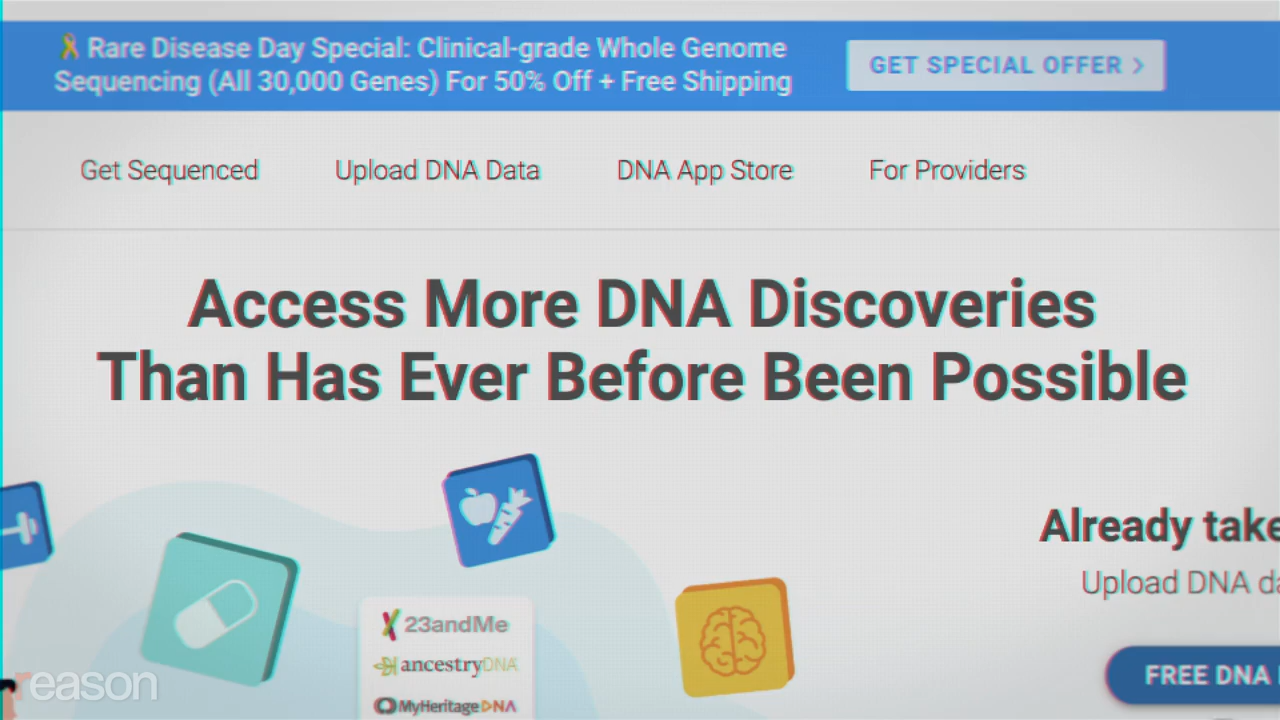 Rare Disease Day Special: Clinical-grade Whole Genome
Sequencing (All 30,000 Genes) For 50% Off + Free Shipping
GET SPECIAL OFFER >
Get Sequenced
Upload DNA Data
DNA App Store
For Providers
Access More DNA Discoveries
Than Has Ever Before Been Possible
Already take
Upload DNA da
23andMe
ancestryDNA
MyHeritage DNA
FREE DNA
reason